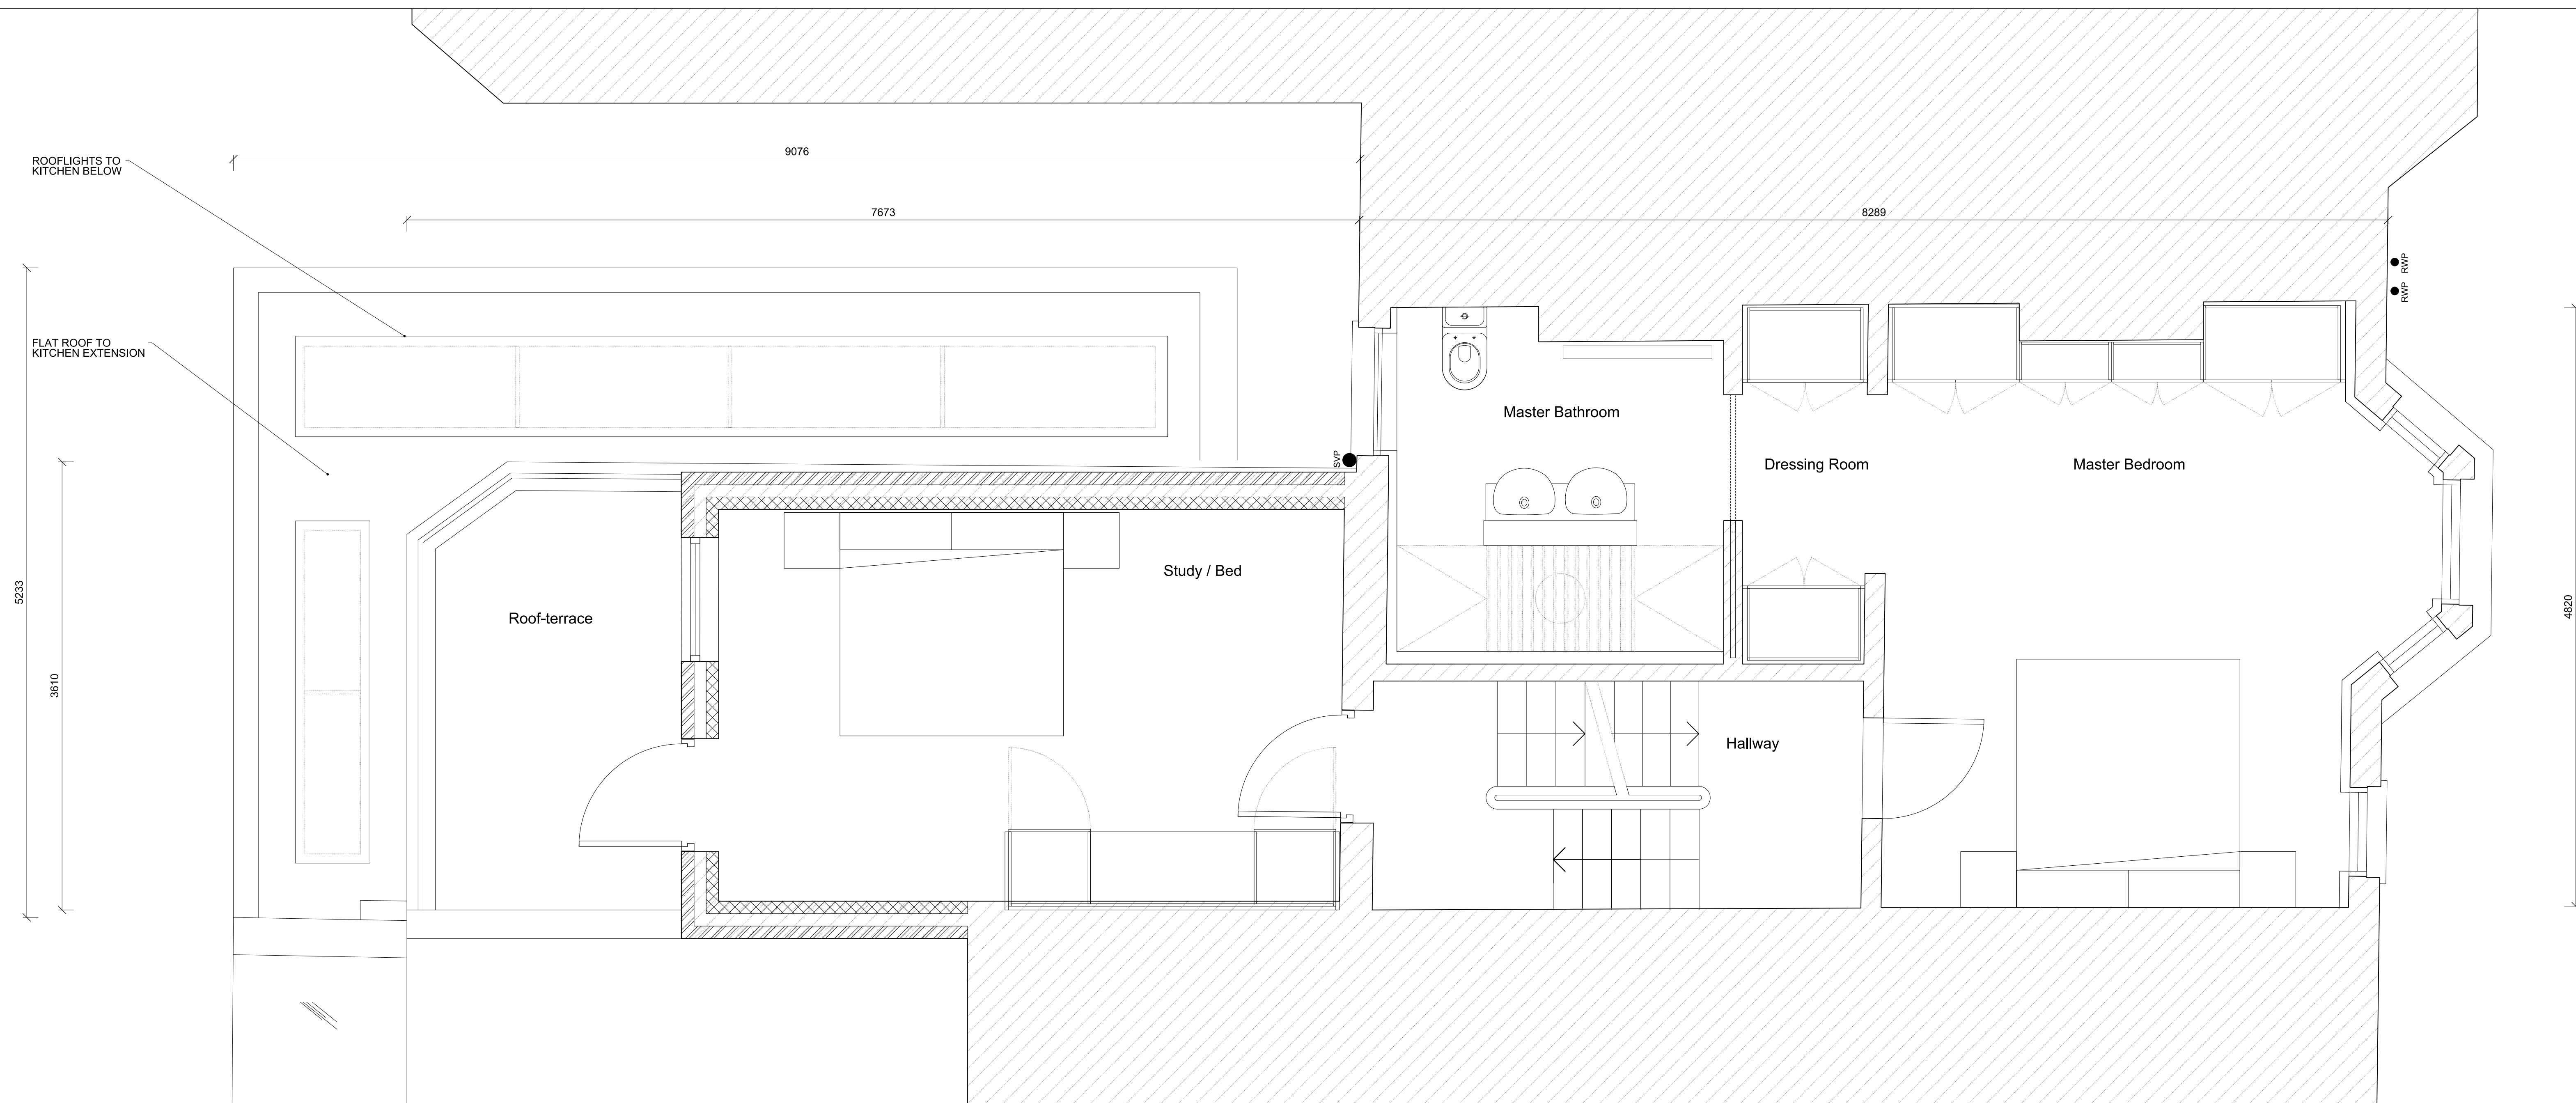 9076
ROOFLIGHTS TO
KITCHEN BELOW
7673
8289
RWP
RWP
FLAT ROOF TO
KITCHEN EXTENSION
Master Bathroom
SVP
Dressing Room
Master Bedroom
Study / Bed
5233
4820
Roof-terrace
3610
Hallway